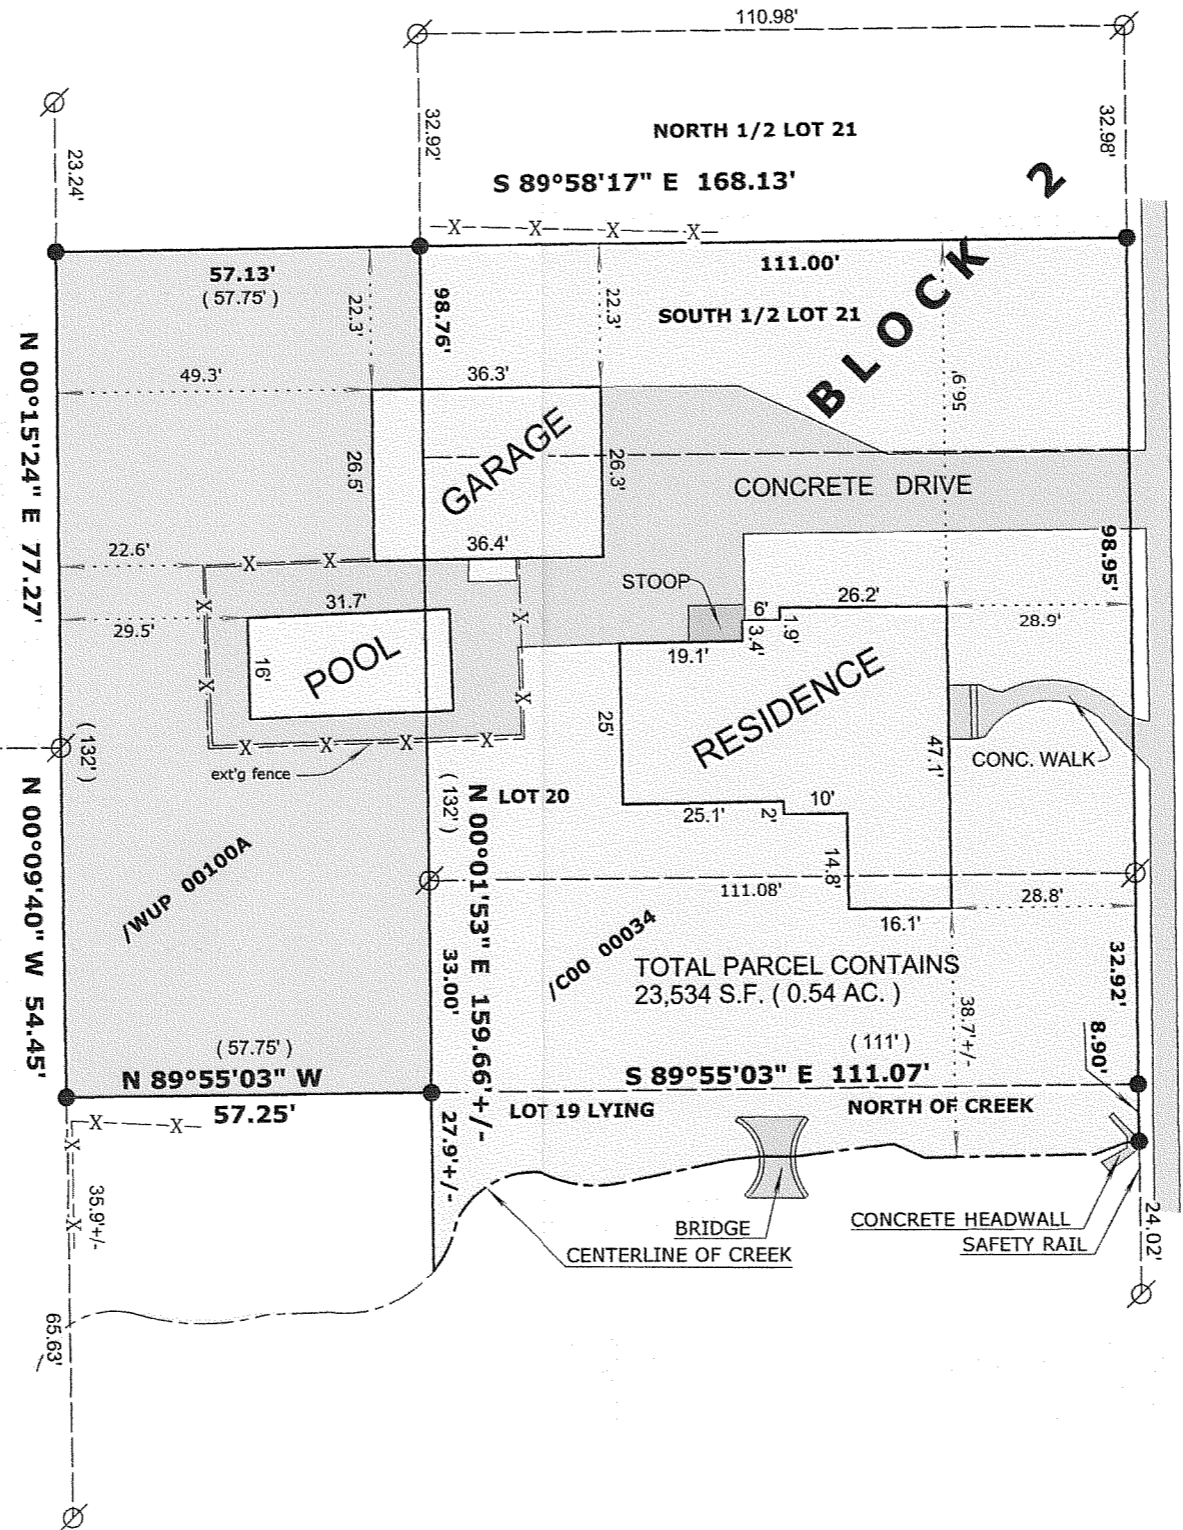 110.98'
32.92'
32.98'
23.24'
NORTH 1/2 LOT 21
S 89°58'17" E 168.13'
BLOCK 2
57.13'
( 57.75' )
111.00'
22.3'
98.76'
22.3'
SOUTH 1/2 LOT 21
56.9'
49.3'
36.3'
N 00°15'24" E 77.27'
26.5'
GARAGE
26.3'
CONCRETE DRIVE
36.4'
98.95'
22.6'
STOOP
31.7'
6'
26.2'
29.5'
1.9'
3.4'
28.9'
19.1'
16'
POOL
RESIDENCE
25'
47.1'
( 132' )
CONC. WALK
ext'g fence
( 132' )
LOT 20
25.1'
2'
10'
N 00°09'40" W 54.45'
/WUP 00100A
N 00°01'53" E 159.66'+/-
14.8'
111.08'
28.8'
16.1'
/C00 00034
33.00'
TOTAL PARCEL CONTAINS
23,534 S.F. ( 0.54 AC. )
38.7'+/-
32.92'
8.90'
( 57.75' )
( 111' )
N 89°55'03" W
S 89°55'03" E 111.07'
57.25'
LOT 19 LYING
NORTH OF CREEK
27.9'+/-
35.9'+/-
BRIDGE
CENTERLINE OF CREEK
CONCRETE HEADWALL
SAFETY RAIL
24.02'
65.63'
X X X X
X X
X
X
X
X
X X X X
X X
X
X